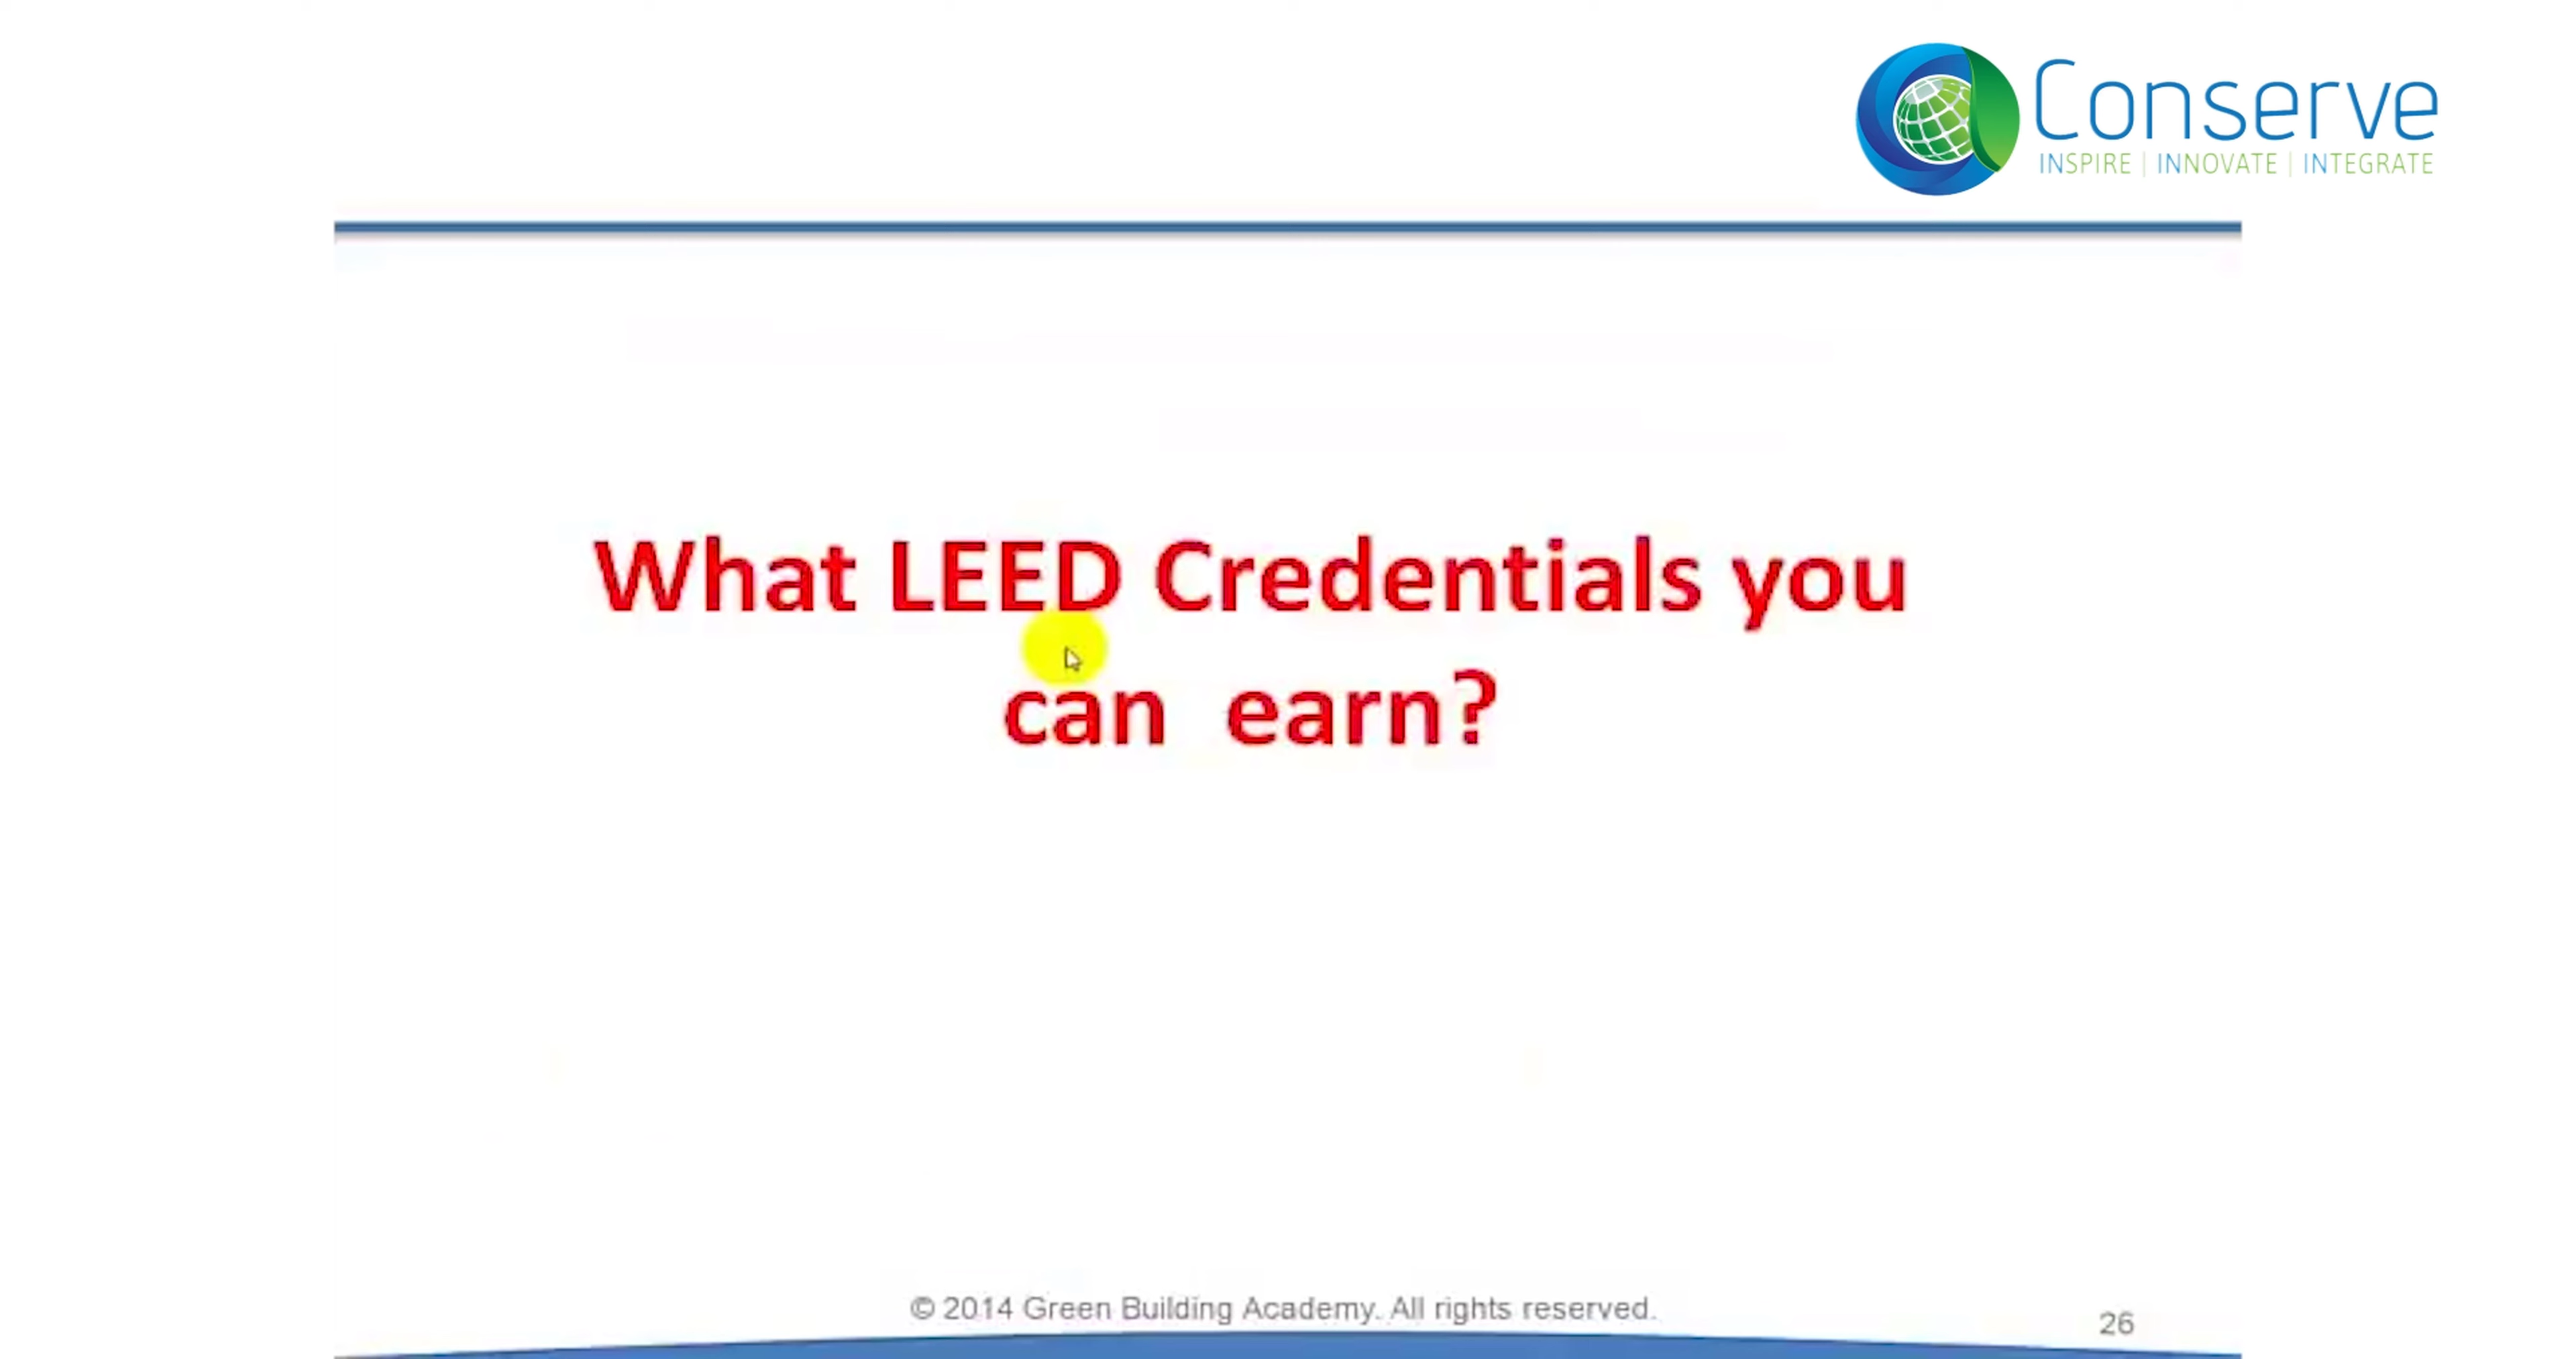 Conserve
INSPIRE | INNOVATE | INTEGRATE
What LEED Credentials you
can earn?
© 2014 Green Building Academy. All rights reserved.
26